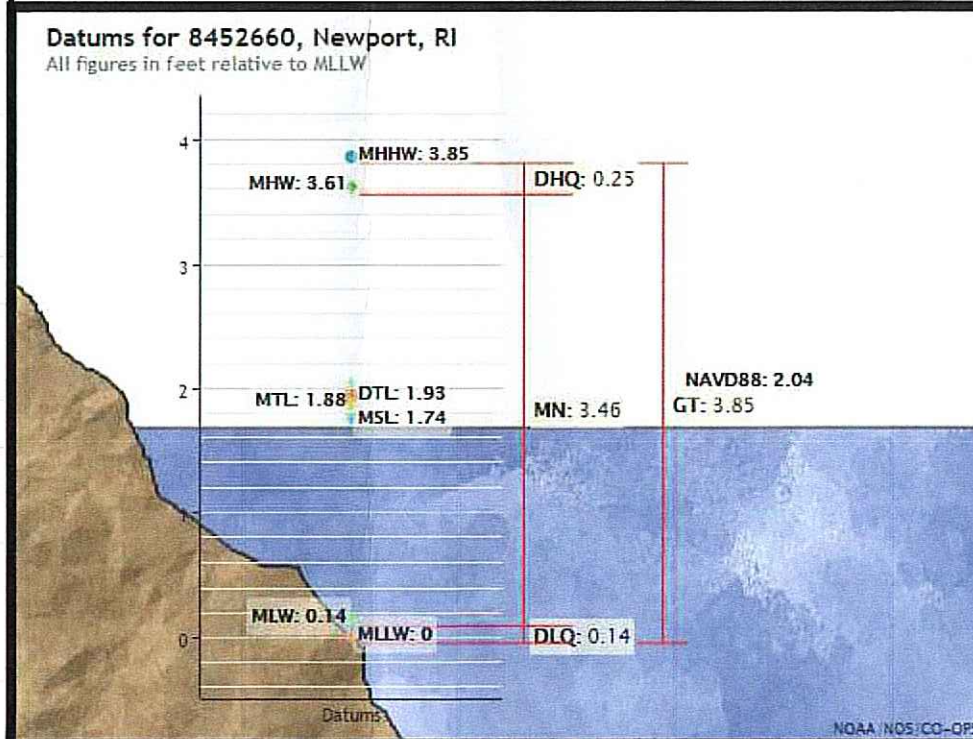 Datums for 8452660, Newport, RI
All figures in feet relative to MLLW
4
MHHW: 3.85
MHW: 3.61
DHQ: 0.25
3
2
NAVD88: 2.04
MTL: 1.88
DTL: 1.93
MN: 3.46
GT: 3.85
MSL: 1.74
1
MLW: 0.14
0
MLLW: 0
DLQ: 0.14
Datums
NOAA/NOS/CO-OPS